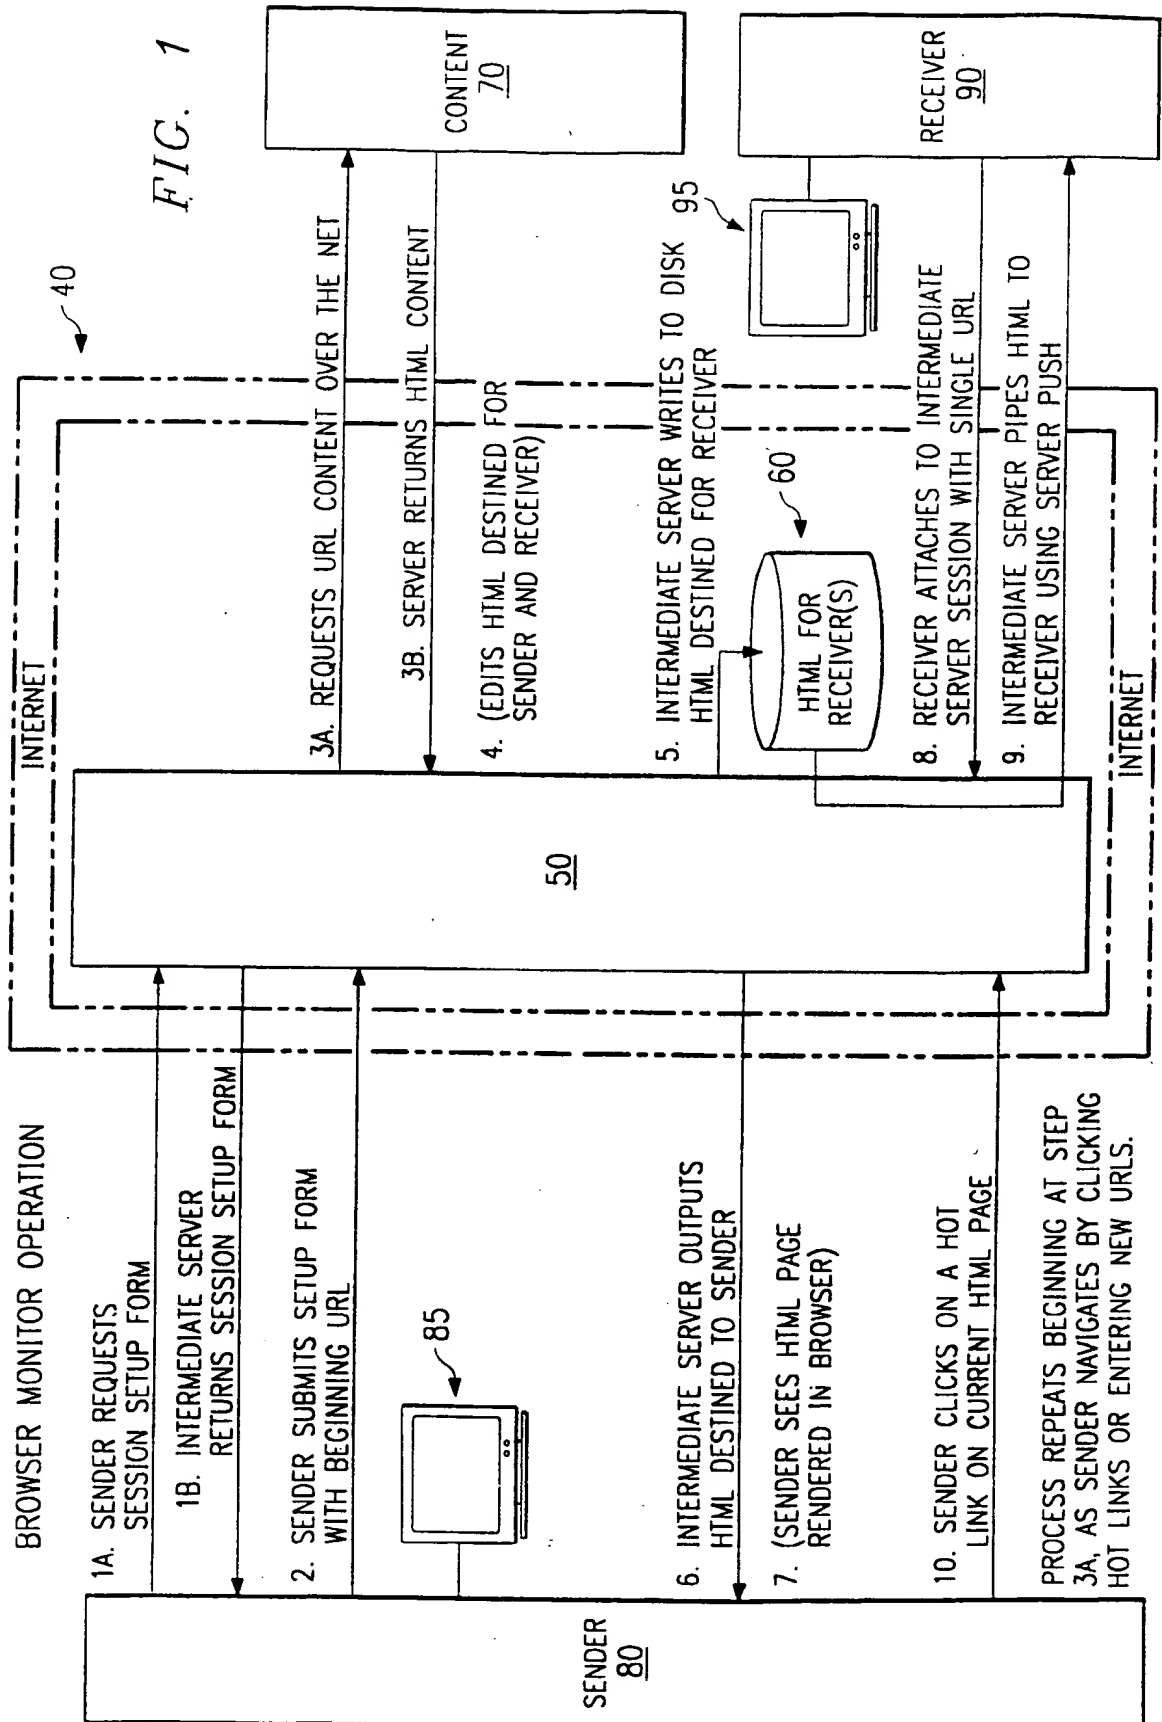 BROWSER MONITOR OPERATION
FIG. 1
40
INTERNET
1A. SENDER REQUESTS
SESSION SETUP FORM
1B. INTERMEDIATE SERVER
RETURNS SESSION SETUP FORM
2. SENDER SUBMITS SETUP FORM
WITH BEGINNING URL
85
SENDER
80
6. INTERMEDIATE SERVER OUTPUTS
HTML DESTINED TO SENDER
7. (SENDER SEES HTML PAGE
RENDERED IN BROWSER)
10. SENDER CLICKS ON A HOT
LINK ON CURRENT HTML PAGE
PROCESS REPEATS BEGINNING AT STEP
3A, AS SENDER NAVIGATES BY CLICKING
HOT LINKS OR ENTERING NEW URLS.
50
3A. REQUESTS URL CONTENT OVER THE NET
3B. SERVER RETURNS HTML CONTENT
4. (EDITS HTML DESTINED FOR
SENDER AND RECEIVER)
5. INTERMEDIATE SERVER WRITES TO DISK
HTML DESTINED FOR RECEIVER
60
HTML FOR
RECEIVER(S)
8. RECEIVER ATTACHES TO INTERMEDIATE
SERVER SESSION WITH SINGLE URL
9. INTERMEDIATE SERVER PIPES HTML TO
RECEIVER USING SERVER PUSH
INTERNET
CONTENT
70
95
RECEIVER
90